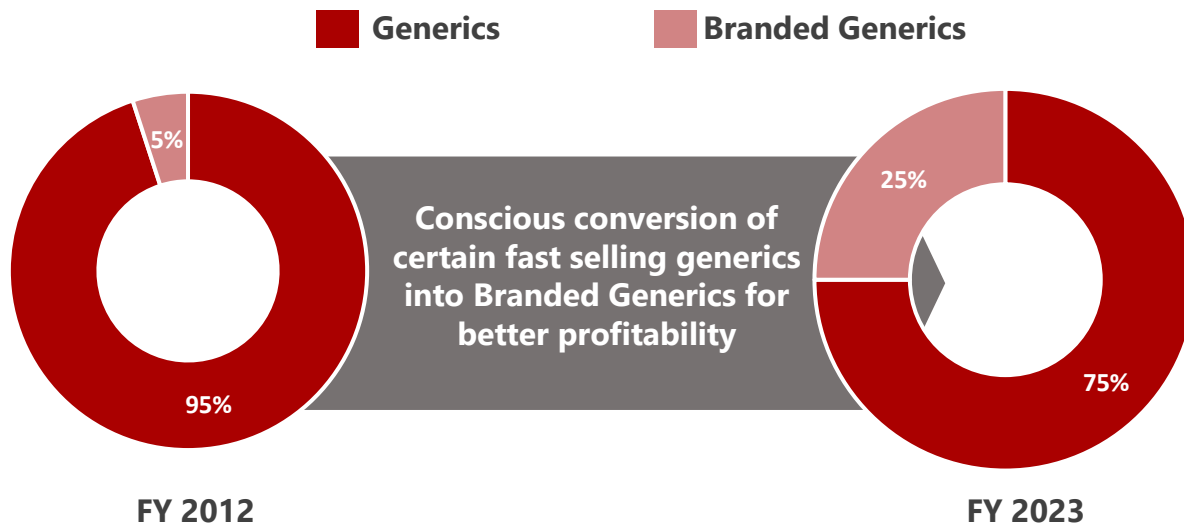 Generics
Branded Generics
5%
95%
Conscious conversion of
certain fast selling generics
into Branded Generics for
better profitability
25%
75%
FY 2012
FY 2023